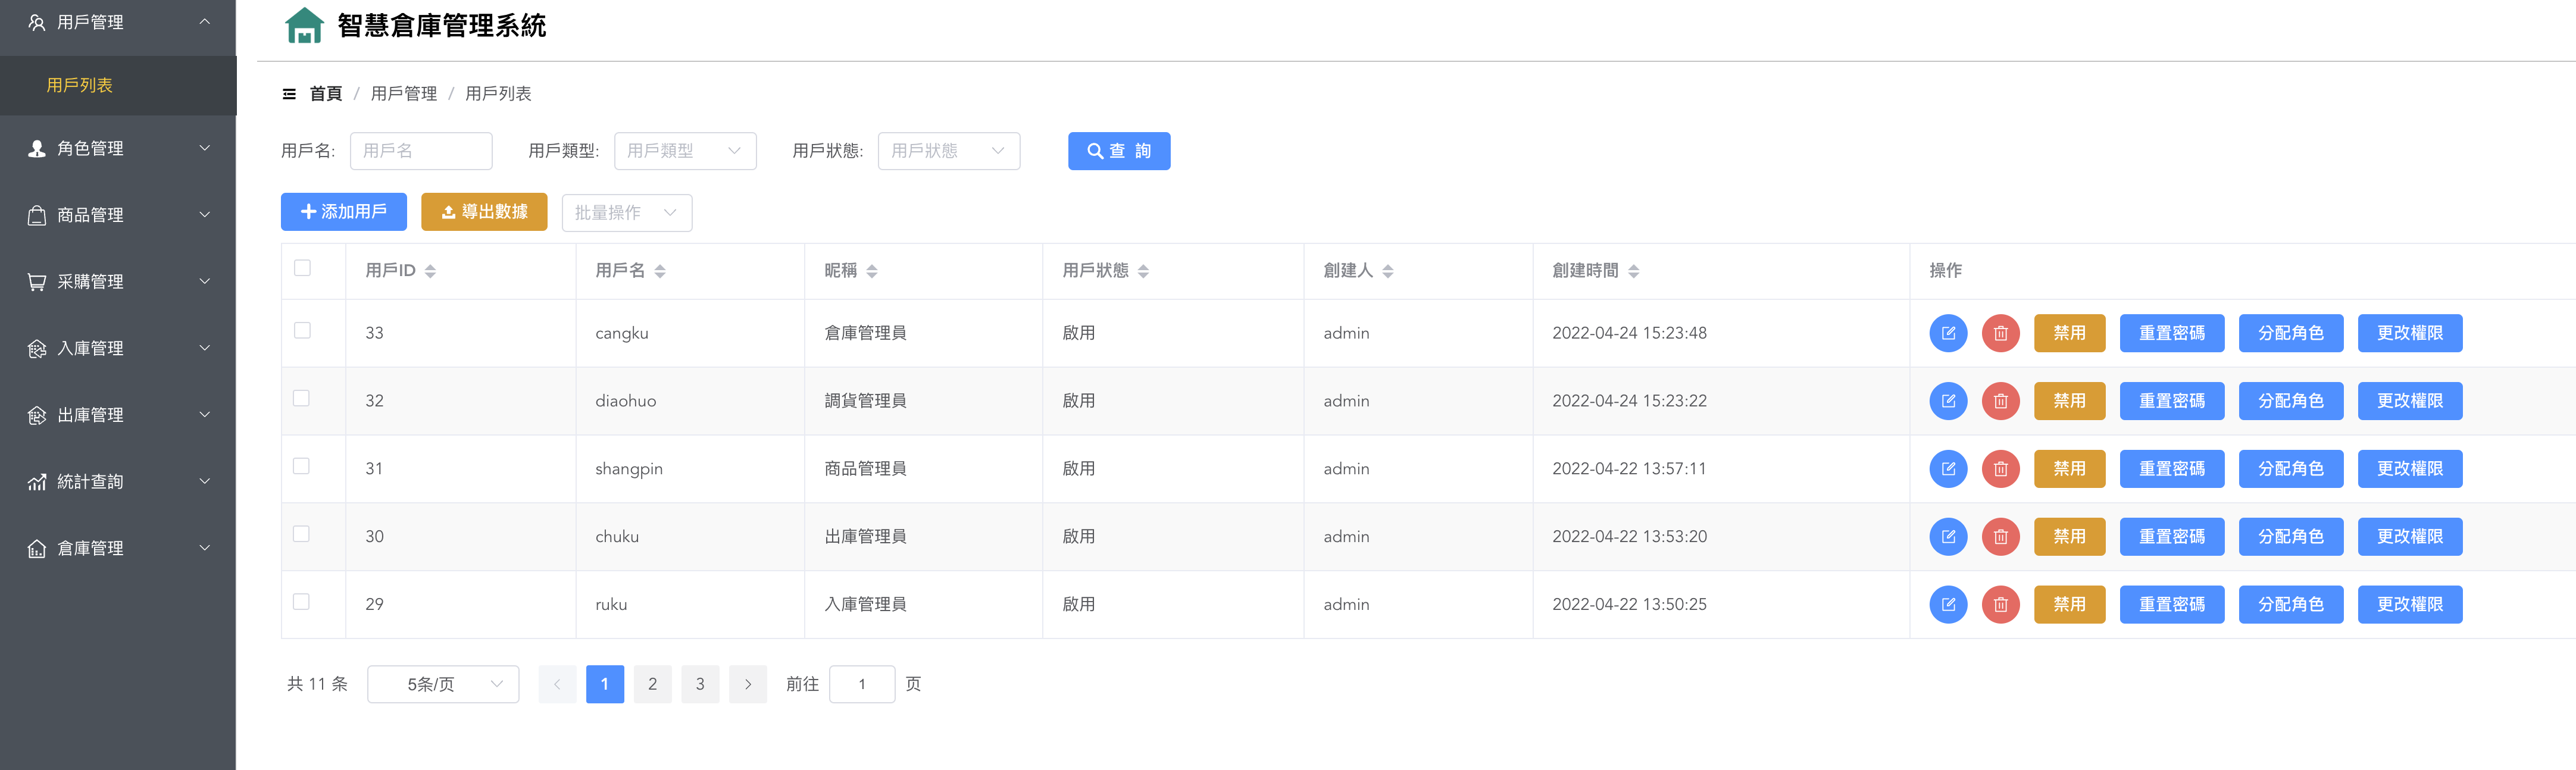 用戶管理
用戶列表
角色管理
商品管理
采購管理
入庫管理
出庫管理
統計查詢
倉庫管理
智慧倉庫管理系統
首頁 / 用戶管理 / 用戶列表
用戶名: 用戶名 用戶類型: 用戶類型 用戶狀態: 用戶狀態 查 詢
添加用戶 導出數據 批量操作
用戶ID 用戶名 昵稱 用戶狀態 創建人 創建時間 操作
33 cangku 倉庫管理員 啟用 admin 2022-04-24 15:23:48 禁用 重置密碼 分配角色 更改權限
32 diaohuo 調貨管理員 啟用 admin 2022-04-24 15:23:22 禁用 重置密碼 分配角色 更改權限
31 shangpin 商品管理員 啟用 admin 2022-04-22 13:57:11 禁用 重置密碼 分配角色 更改權限
30 chuku 出庫管理員 啟用 admin 2022-04-22 13:53:20 禁用 重置密碼 分配角色 更改權限
29 ruku 入庫管理員 啟用 admin 2022-04-22 13:50:25 禁用 重置密碼 分配角色 更改權限
共 11 条 5条/页 1 2 3 前往 1 页